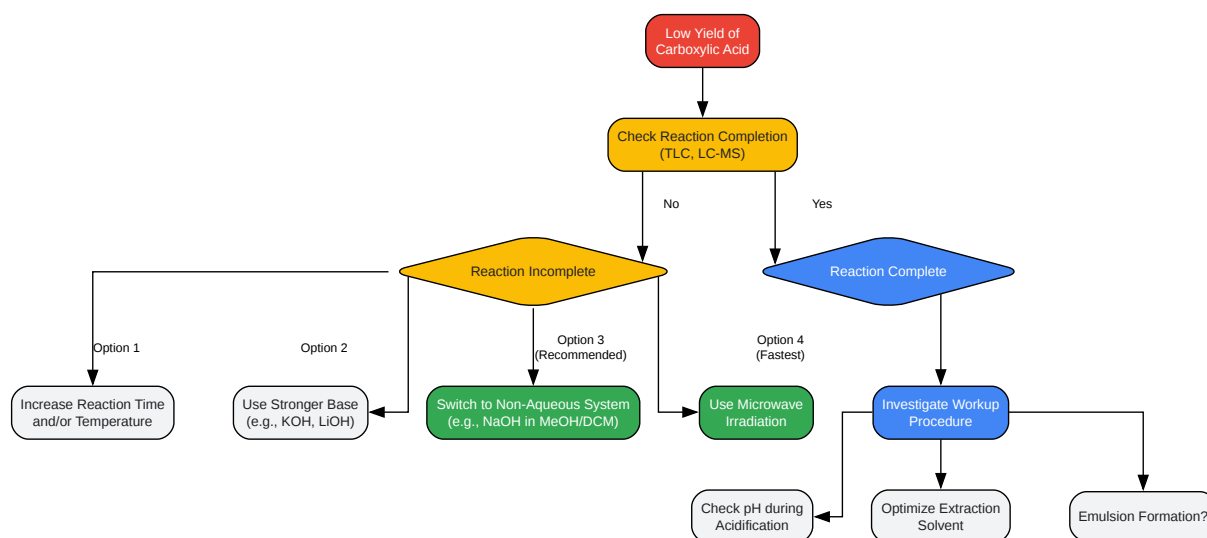 Low Yield of
Carboxylic Acid
Check Reaction Completion
(TLC, LC-MS)
No
Yes
Reaction Incomplete
Reaction Complete
Option 1
Option 2
Option 3
(Recommended)
Option 4
(Fastest)
Increase Reaction Time
and/or Temperature
Use Stronger Base
(e.g., KOH, LiOH)
Switch to Non-Aqueous System
(e.g., NaOH in MeOH/DCM)
Use Microwave
Irradiation
Investigate Workup
Procedure
Check pH during
Acidification
Optimize Extraction
Solvent
Emulsion Formation?